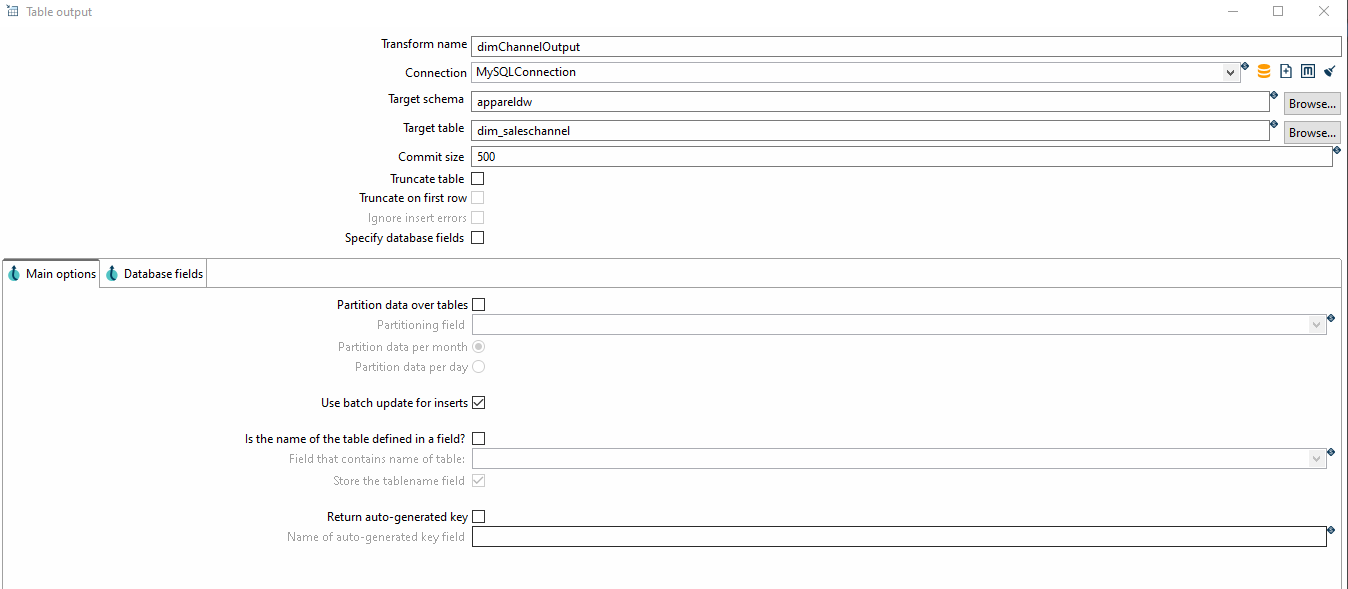 Table output
Transform name dimChannelOutput
Connection MySQLConnection
Target schema appareldw Browse...
Target table dim_saleschannel Browse...
Commit size 500
Truncate table
Truncate on first row
Ignore insert errors
Specify database fields
Main options Database fields
Partition data over tables
Partitioning field
Partition data per month
Partition data per day
Use batch update for inserts
Is the name of the table defined in a field?
Field that contains name of table:
Store the tablename field
Return auto-generated key
Name of auto-generated key field